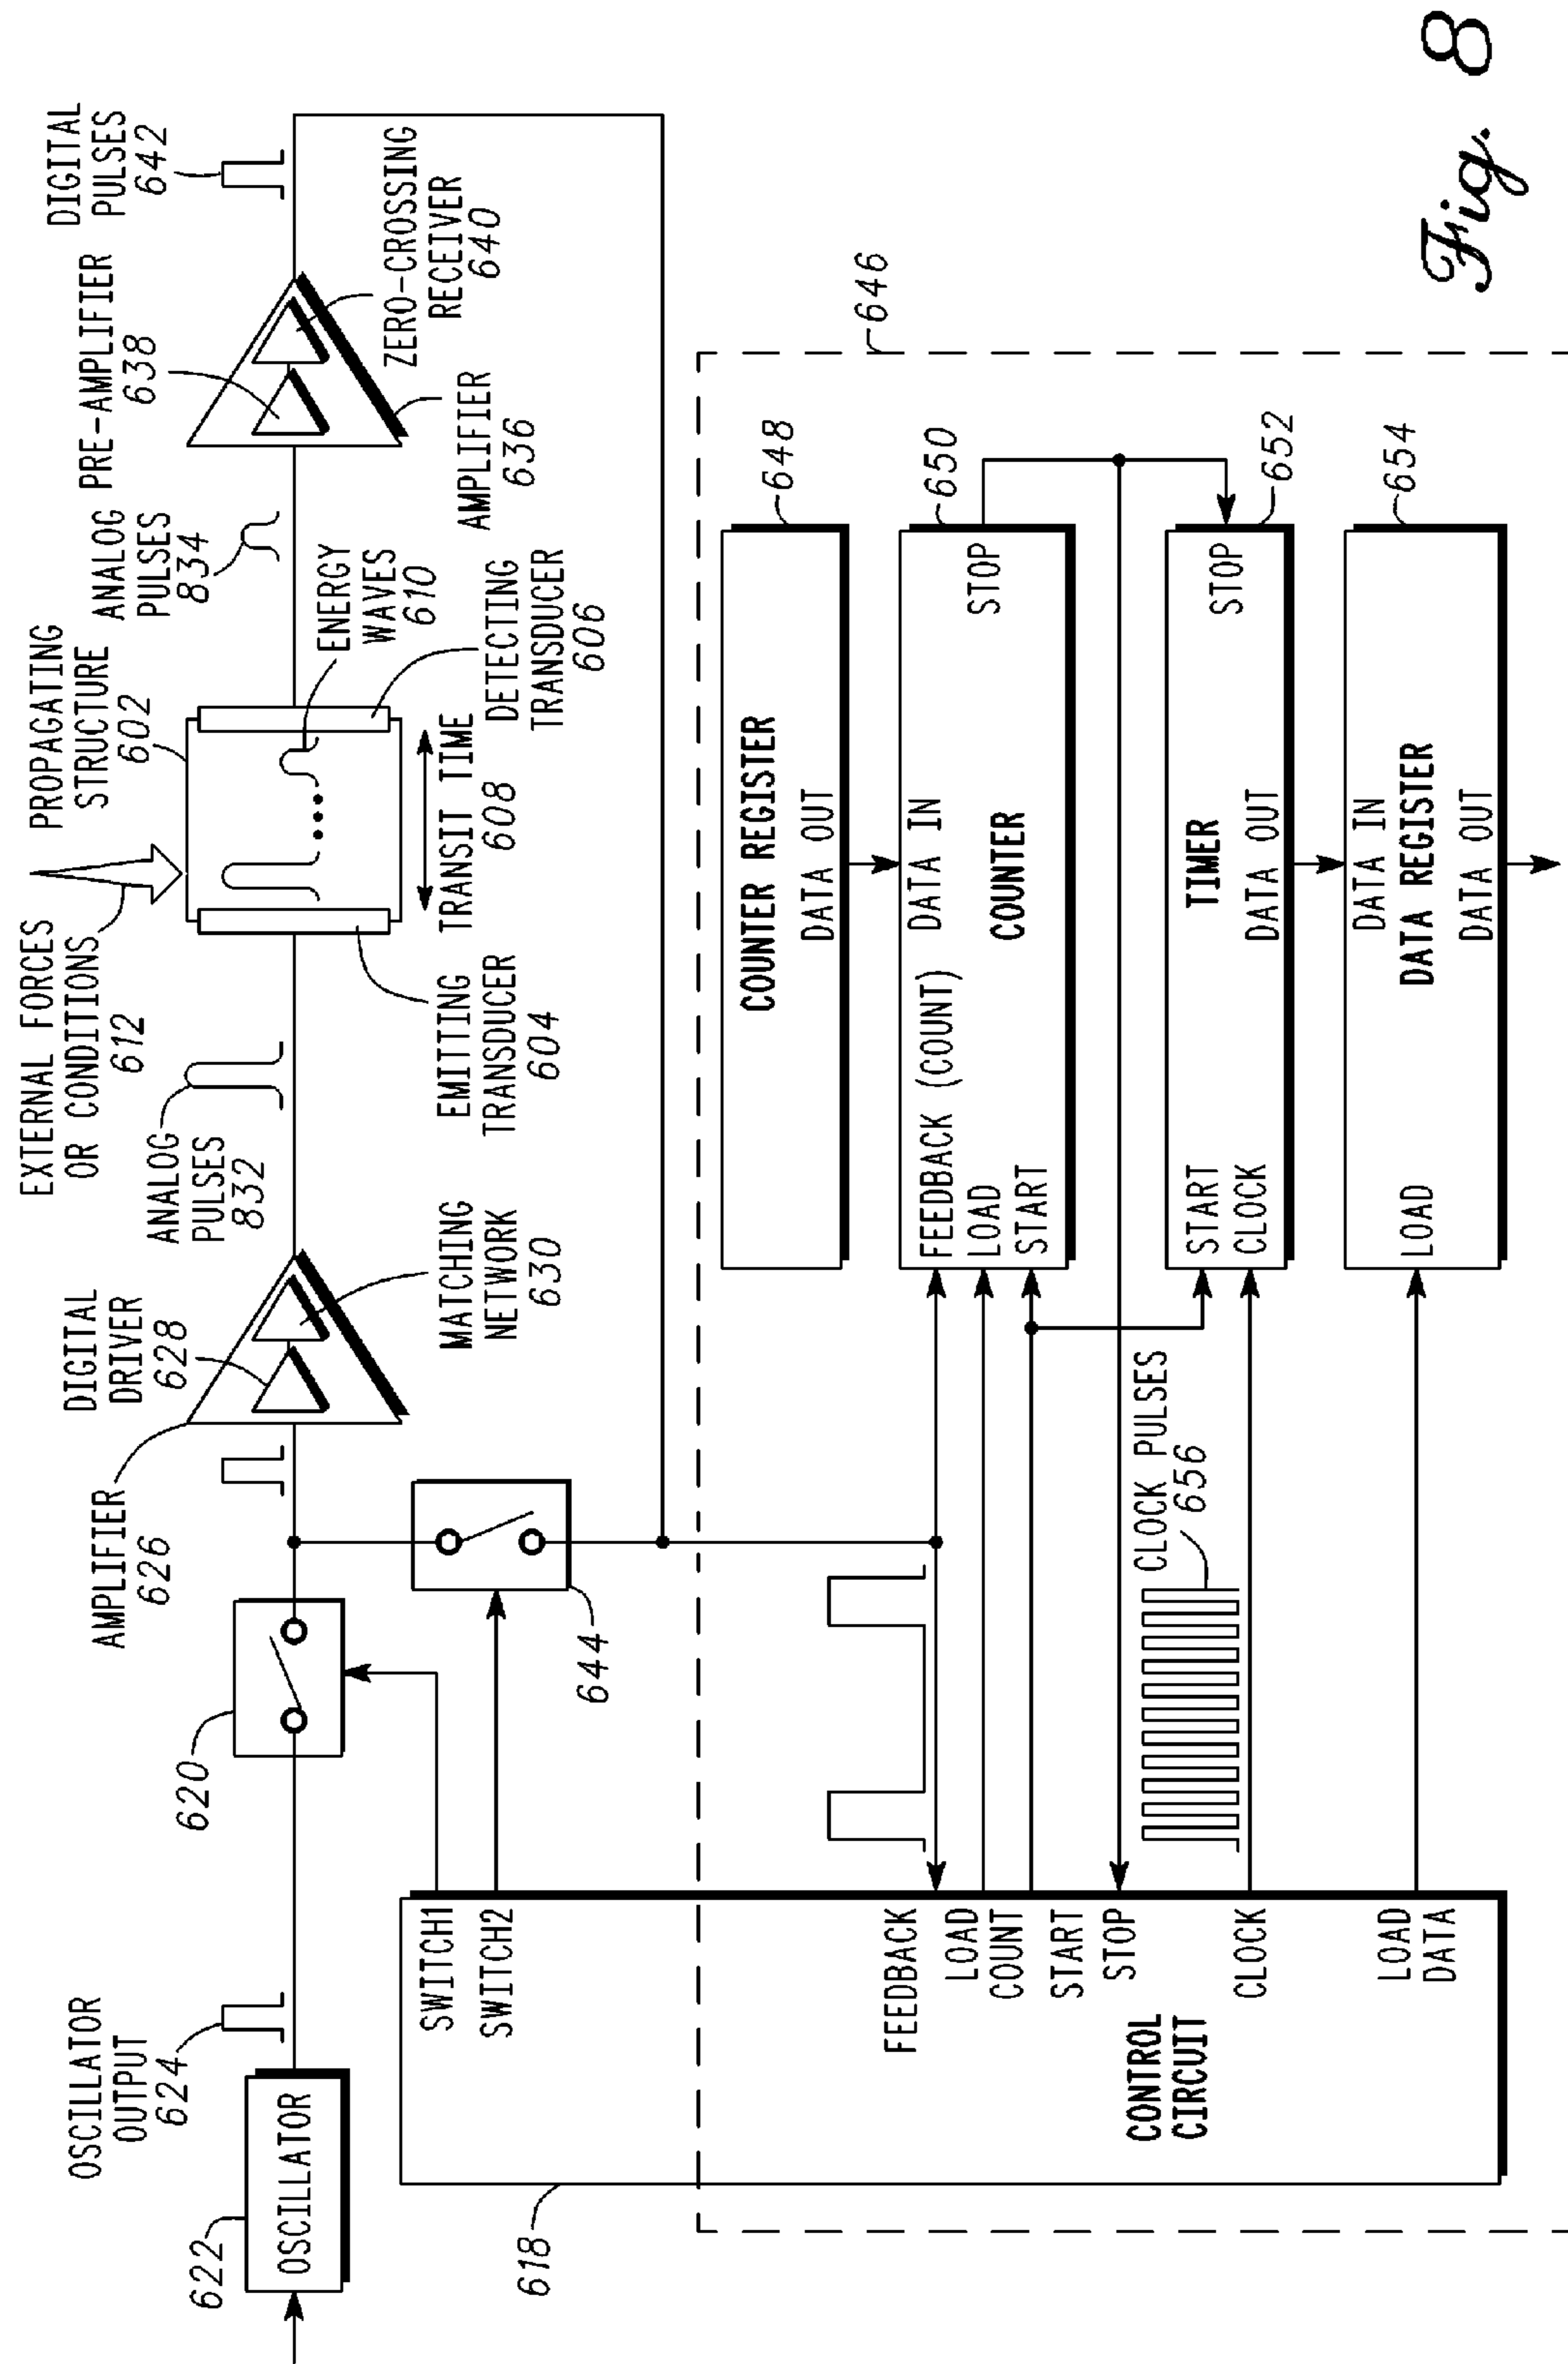 EXTERNAL FORCES
OR CONDITIONS
612
PROPAGATING
STRUCTURE
602
ANALOG
PULSES
834
PRE-AMPLIFIER
638
DIGITAL
PULSES
642
OSCILLATOR
OUTPUT
624
AMPLIFIER
626
DIGITAL
DRIVER
628
ANALOG
PULSES
832
622
OSCILLATOR
620
MATCHING
NETWORK
630
EMITTING
TRANSDUCER
604
TRANSIT TIME
608
ENERGY
WAVES
610
DETECTING
TRANSDUCER
606
AMPLIFIER
636
ZERO-CROSSING
RECEIVER
640
644
618
SWITCH1
SWITCH2
FEEDBACK
LOAD
COUNT
START
STOP
CLOCK
LOAD
DATA
CONTROL
CIRCUIT
CLOCK PULSES
656
646
COUNTER REGISTER
DATA OUT
648
FEEDBACK (COUNT)
LOAD
START
DATA IN
COUNTER
STOP
650
START
CLOCK
TIMER
DATA OUT
STOP
652
LOAD
DATA IN
DATA REGISTER
DATA OUT
654
Fig. 8